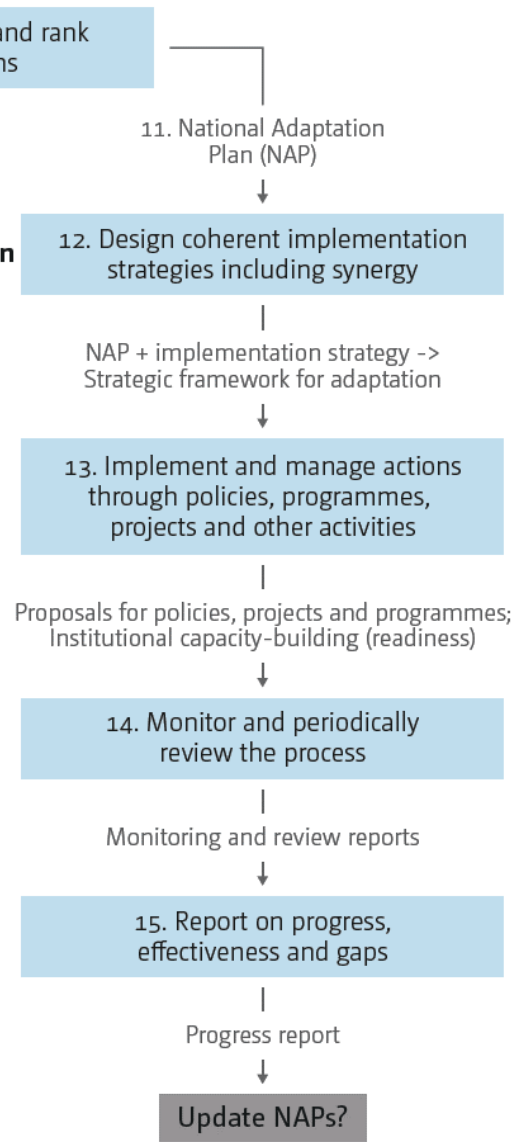 and rank
ns
11. National Adaptation
Plan (NAP)
n
12. Design coherent implementation
strategies including synergy
NAP + implementation strategy ->
Strategic framework for adaptation
13. Implement and manage actions
through policies, programmes,
projects and other activities
Proposals for policies, projects and programmes;
Institutional capacity-building (readiness)
14. Monitor and periodically
review the process
Monitoring and review reports
15. Report on progress,
effectiveness and gaps
Progress report
Update NAPs?